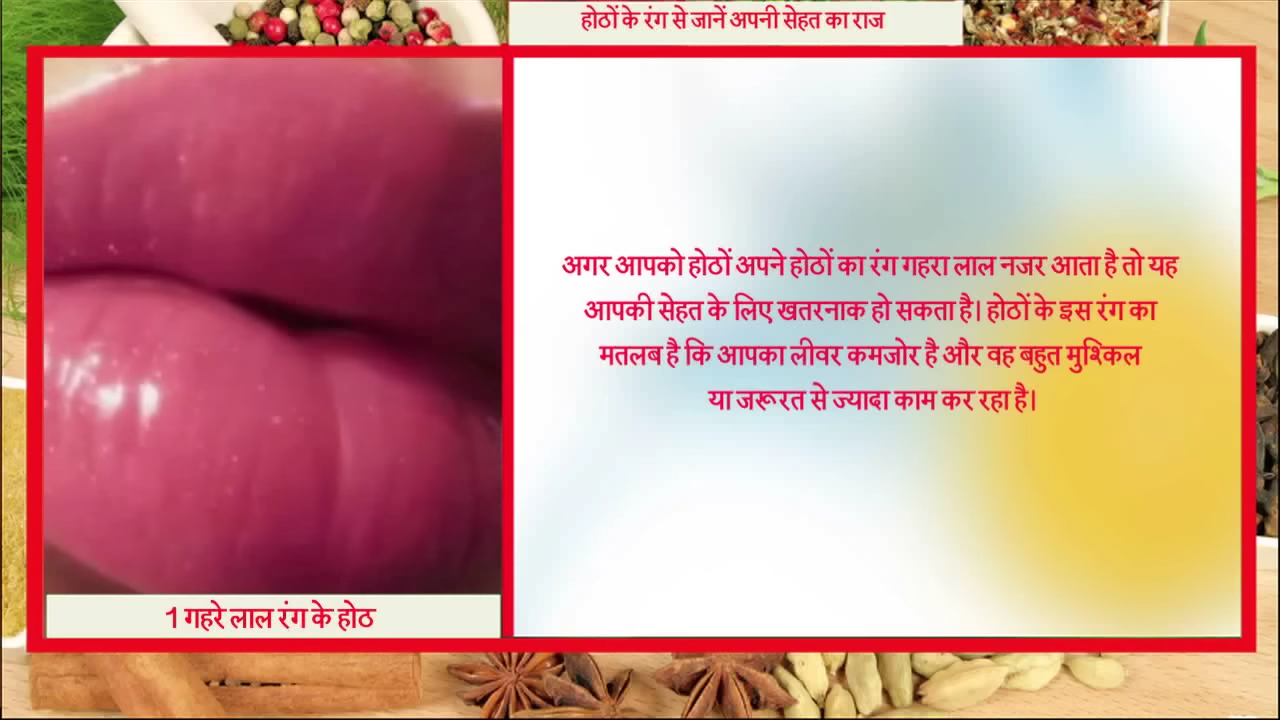 होठों के रंग से जानें अपनी सेहत का राज
अगर आपको होठों अपने होठों का रंग गहरा लाल नजर आता है तो यह
आपकी सेहत के लिए खतरनाक हो सकता है। होठों के इस रंग का
मतलब है कि आपका लीवर कमजोर है और वह बहुत मुश्किल
या जरूरत से ज्यादा काम कर रहा है।
1 गहरे लाल रंग के होठ